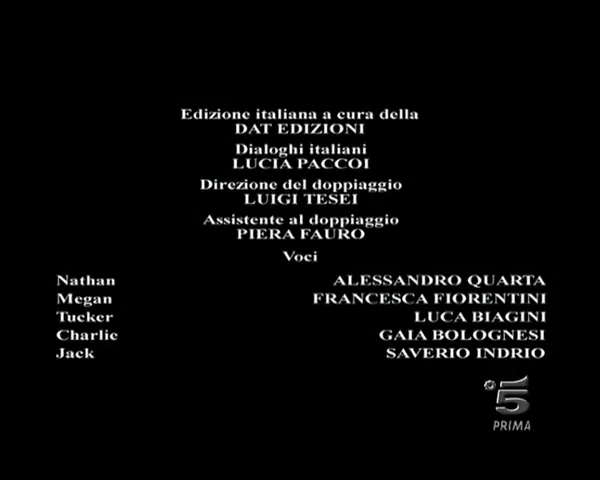 Edizione italiana a cura della
DAT EDIZIONI
Dialoghi italiani
LUCIA PACCOI
Direzione del doppiaggio
LUIGI TESEI
Assistente al doppiaggio
PIERA FAURO
Voci
Nathan ALESSANDRO QUARTA
Megan FRANCESCA FIORENTINI
Tucker LUCA BIAGINI
Charlie GAIA BOLOGNESI
Jack SAVERIO INDRIO
5
PRIMA